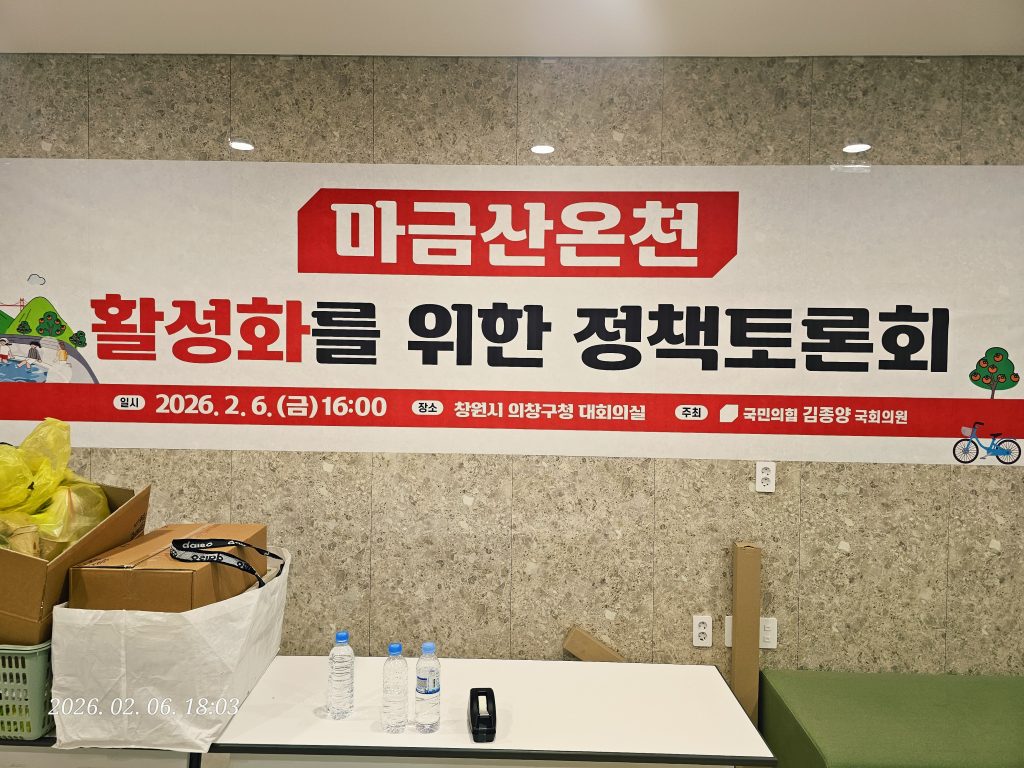 마금산온천
활성화를 위한 정책토론회
일시 2026. 2. 6. (금) 16:00 장소 창원시 의창구청 대회의실 주최 국민의힘 김종양 국회의원
daiso
daiso
2026. 02. 06. 18:03